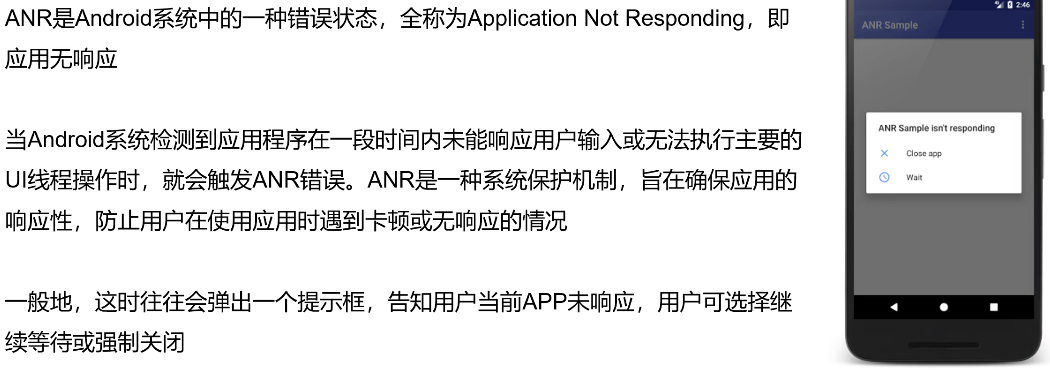 ANR是Android系统中的一种错误状态，全称为Application Not Responding，即
应用无响应
当Android系统检测到应用程序在一段时间内未能响应用户输入或无法执行主要的
UI线程操作时，就会触发ANR错误。ANR是一种系统保护机制，旨在确保应用的
响应性，防止用户在使用应用时遇到卡顿或无响应的情况
一般地，这时往往会弹出一个提示框，告知用户当前APP未响应，用户可选择继
续等待或强制关闭
2:46
ANR Sample
ANR Sample isn't responding
Close app
Wait